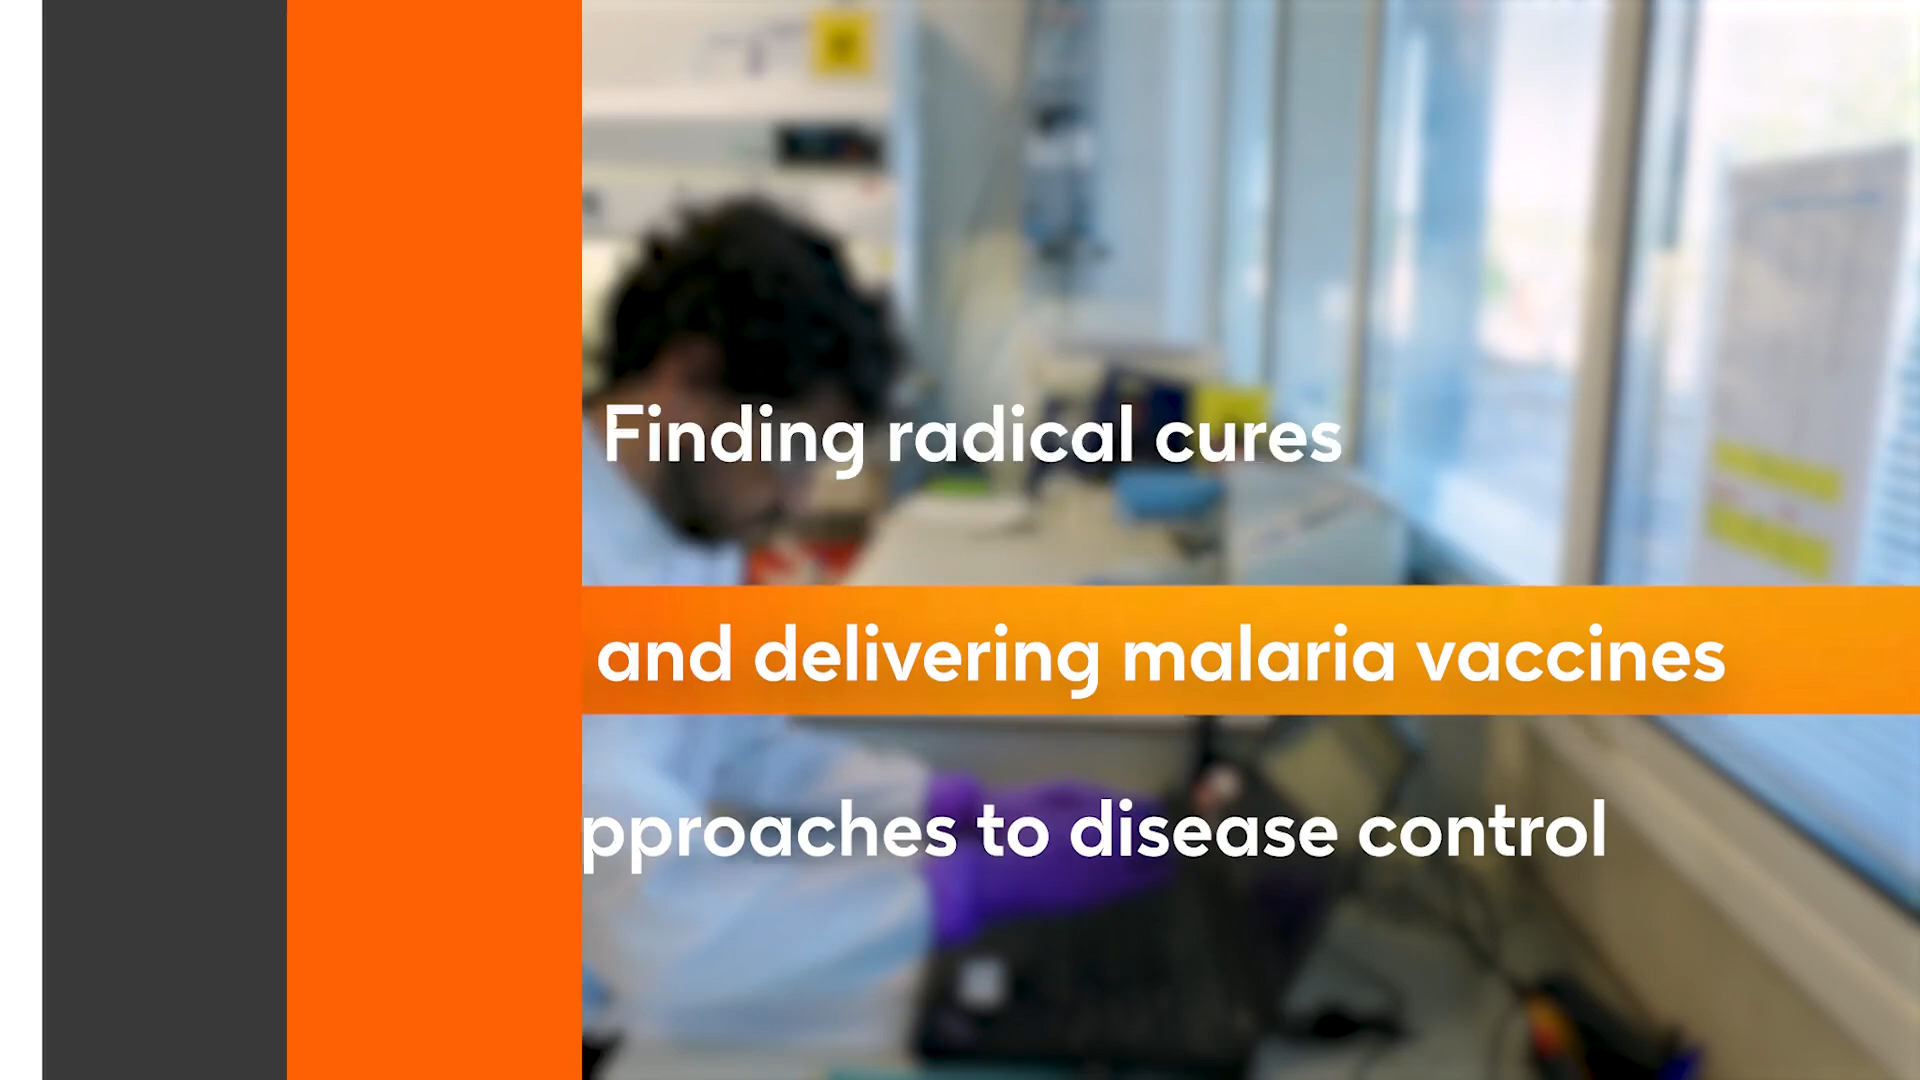 Finding radical cures
and delivering malaria vaccines
pproaches to disease control